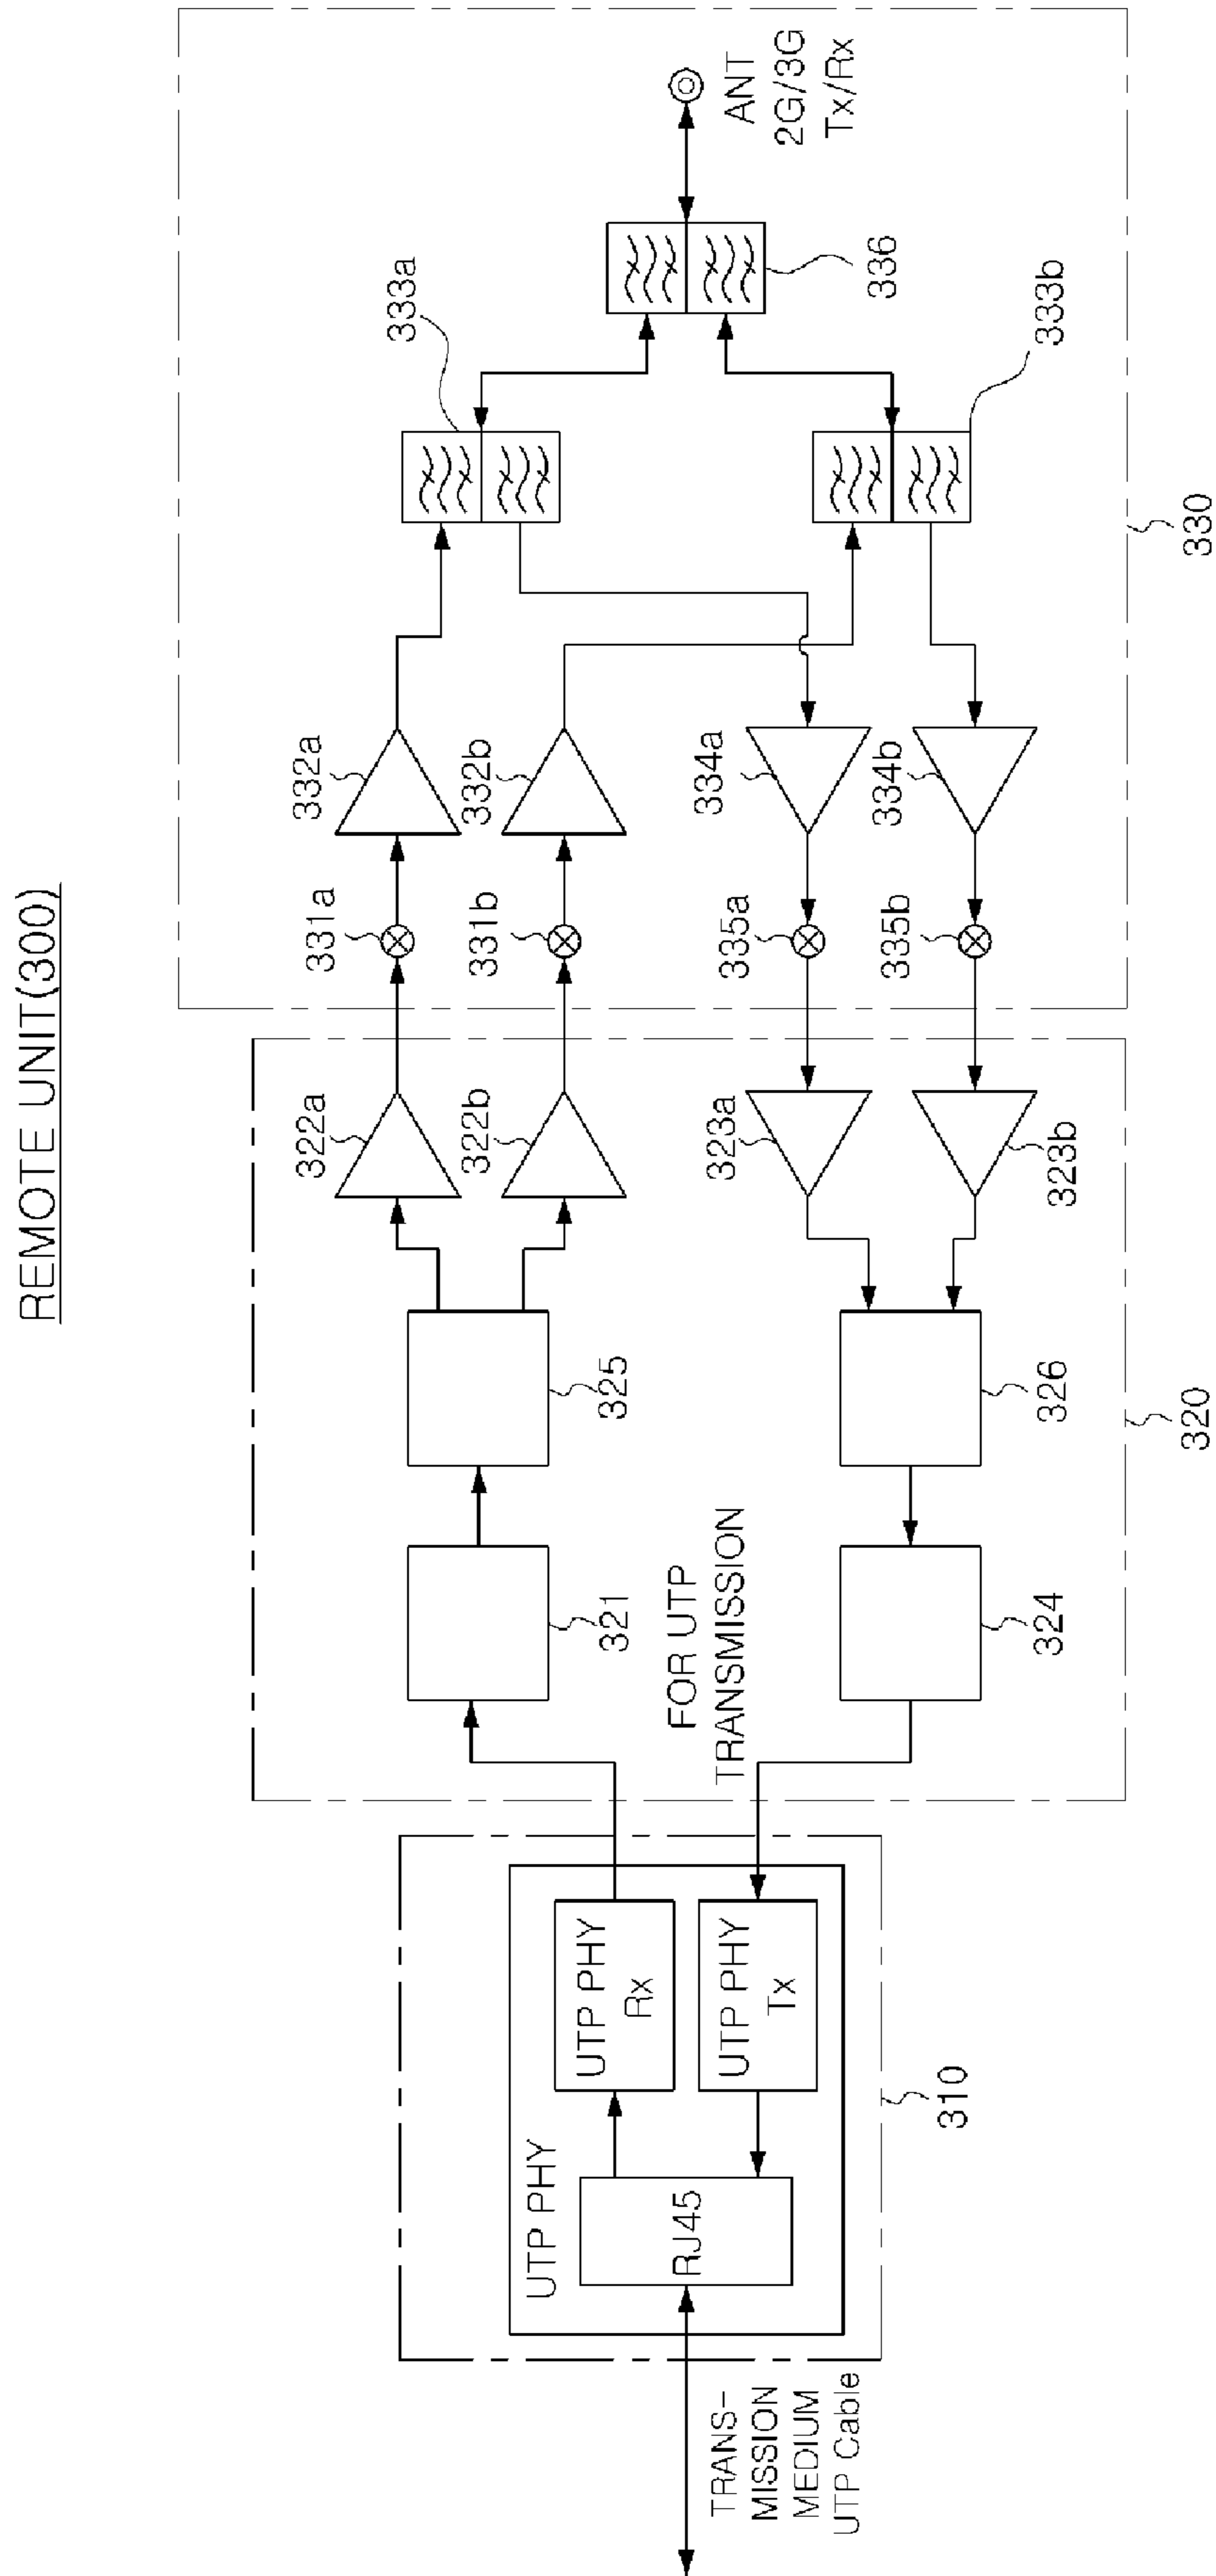 REMOTE UNIT(300)
TRANS-
MISSION
MEDIUM
UTP Cable
UTP PHY
RJ45
UTP PHY
Rx
UTP PHY
Tx
310
321
325
322a
322b
FOR UTP
TRANSMISSION
324
326
323a
323b
320
331a
331b
332a
332b
333a
334a
334b
335a
335b
333b
336
ANT
2G/3G
Tx/Rx
330